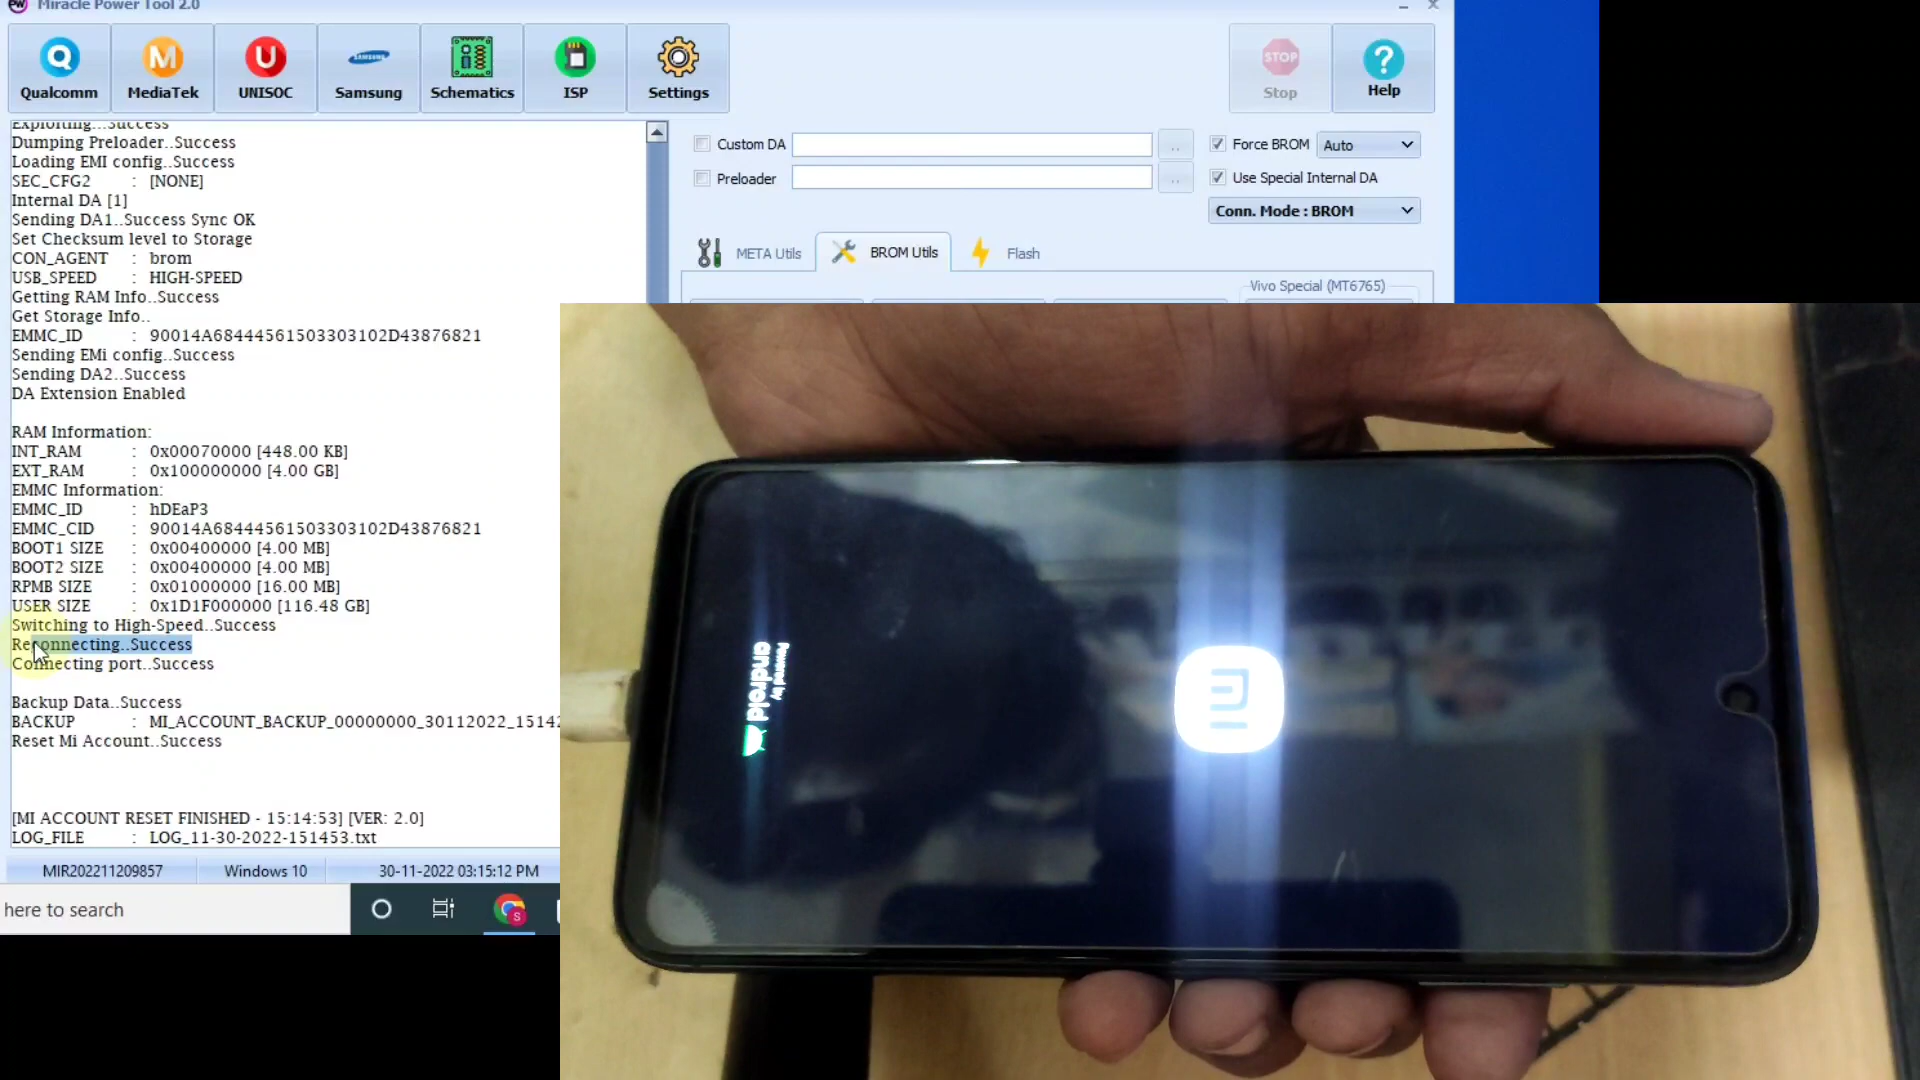 PW Miracle Power Tool 2.0
Q M U SAMSUNG STOP ?
Qualcomm MediaTek UNISOC Samsung Schematics ISP Settings Stop Help
Exploiting...Success
Dumping Preloader..Success
Loading EMI config..Success
SEC_CFG2 : [NONE]
Internal DA [1]
Sending DA1..Success Sync OK
Set Checksum level to Storage
CON_AGENT : brom
USB_SPEED : HIGH-SPEED
Getting RAM Info..Success
Get Storage Info..
EMMC_ID : 90014A68444561503303102D43876821
Sending EMi config..Success
Sending DA2..Success
DA Extension Enabled
RAM Information:
INT_RAM : 0x00070000 [448.00 KB]
EXT_RAM : 0x100000000 [4.00 GB]
EMMC Information:
EMMC_ID : hDEaP3
EMMC_CID : 90014A68444561503303102D43876821
BOOT1 SIZE : 0x00400000 [4.00 MB]
BOOT2 SIZE : 0x00400000 [4.00 MB]
RPMB SIZE : 0x01000000 [16.00 MB]
USER SIZE : 0x1D1F000000 [116.48 GB]
Switching to High-Speed..Success
Reconnecting..Success
Connecting port..Success
Backup Data..Success
BACKUP : MI_ACCOUNT_BACKUP_00000000_30112022_15142
Reset Mi Account..Success
[MI ACCOUNT RESET FINISHED - 15:14:53] [VER: 2.0]
LOG_FILE : LOG_11-30-2022-151453.txt
Custom DA ..
Preloader ..
Force BROM Auto
Use Special Internal DA
Conn. Mode : BROM
META Utils BROM Utils Flash
Vivo Special (MT6765)
MIR202211209857 Windows 10 30-11-2022 03:15:12 PM
here to search
S
Powered by
android